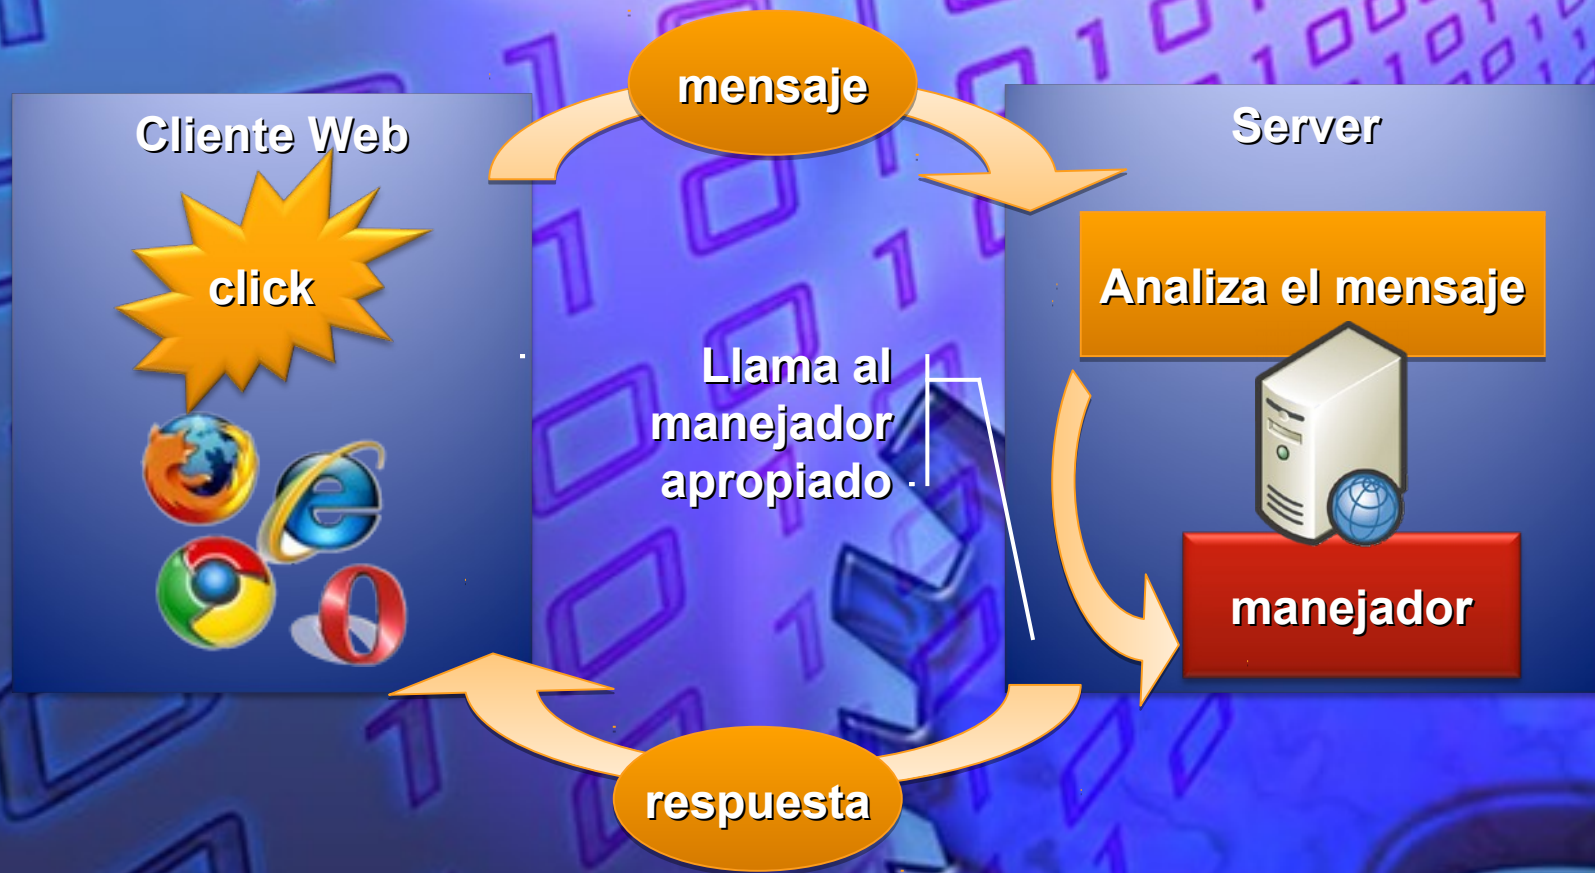 mensaje
Cliente Web
Server
click
Analiza el mensaje
Llama al
manejador
apropiado
manejador
respuesta